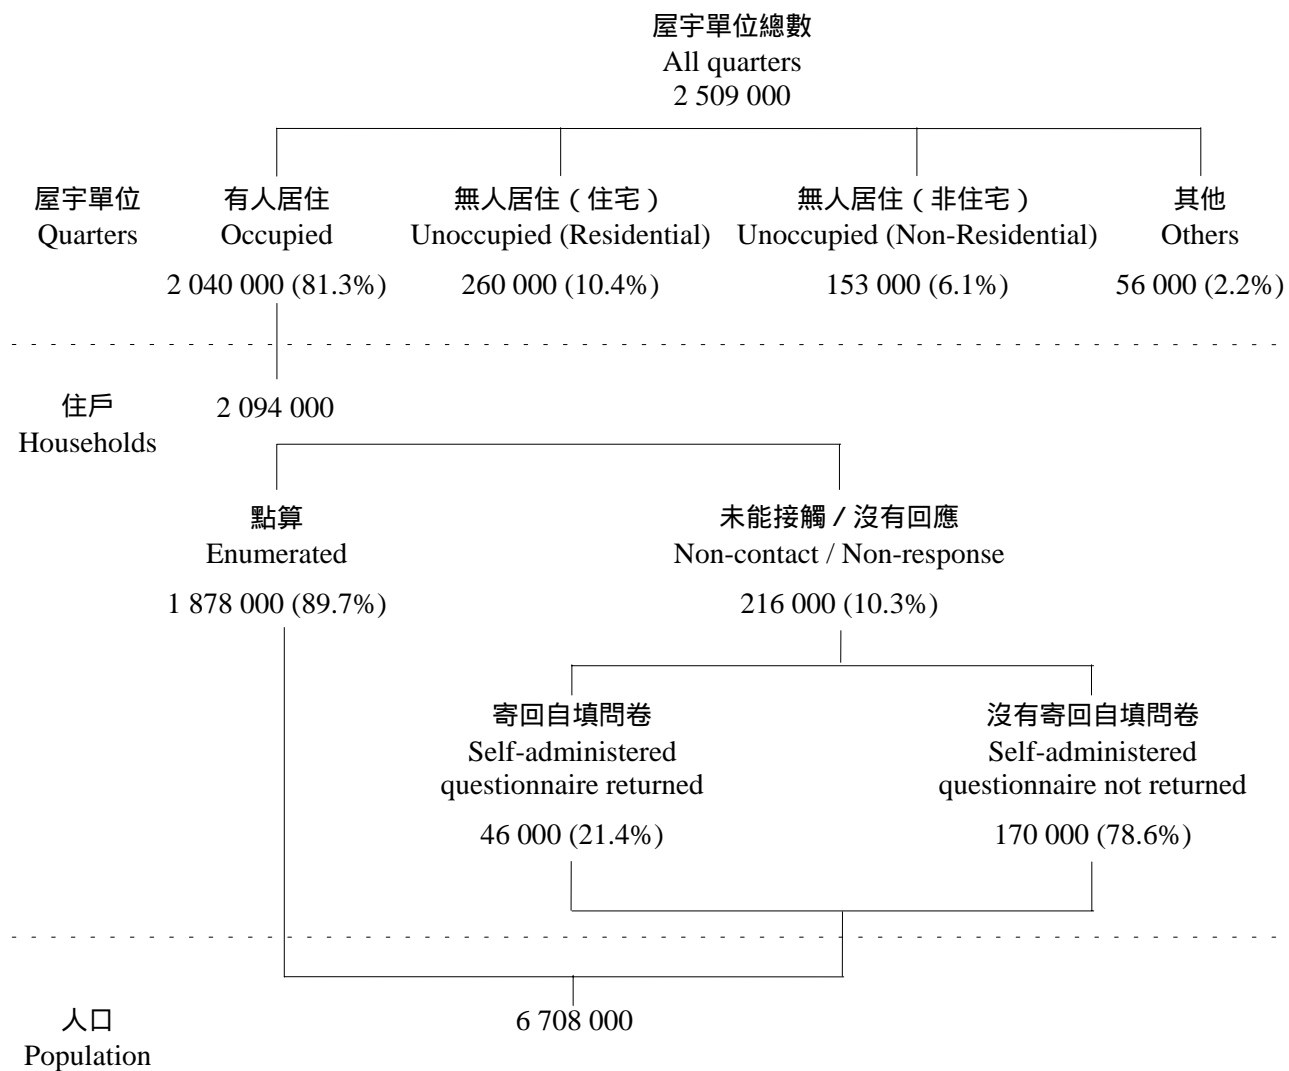 屋宇單位總數
All quarters
2 509 000
屋宇單位
Quarters
有人居住
Occupied
2 040 000 (81.3%)
無人居住（住宅）
Unoccupied (Residential)
260 000 (10.4%)
無人居住（非住宅）
Unoccupied (Non-Residential)
153 000 (6.1%)
其他
Others
56 000 (2.2%)
住戶
Households
2 094 000
點算
Enumerated
1 878 000 (89.7%)
未能接觸／沒有回應
Non-contact / Non-response
216 000 (10.3%)
寄回自填問卷
Self-administered
questionnaire returned
46 000 (21.4%)
沒有寄回自填問卷
Self-administered
questionnaire not returned
170 000 (78.6%)
人口
Population
6 708 000